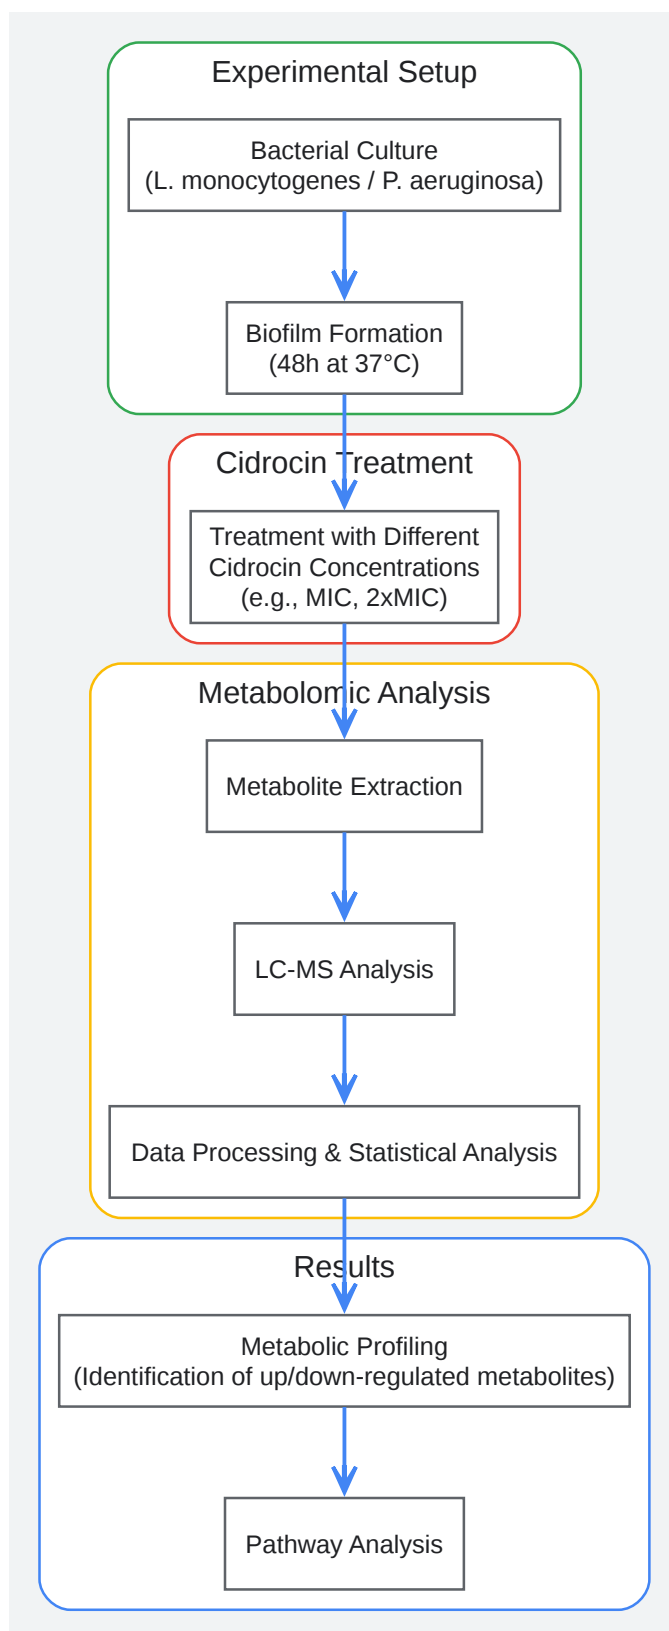 Experimental Setup
Bacterial Culture
(L. monocytogenes / P. aeruginosa)
Biofilm Formation
(48h at 37°C)
Cidrocin Treatment
Treatment with Different
Cidrocin Concentrations
(e.g., MIC, 2xMIC)
Metabolomic Analysis
Metabolite Extraction
LC-MS Analysis
Data Processing & Statistical Analysis
Results
Metabolic Profiling
(Identification of up/down-regulated metabolites)
Pathway Analysis